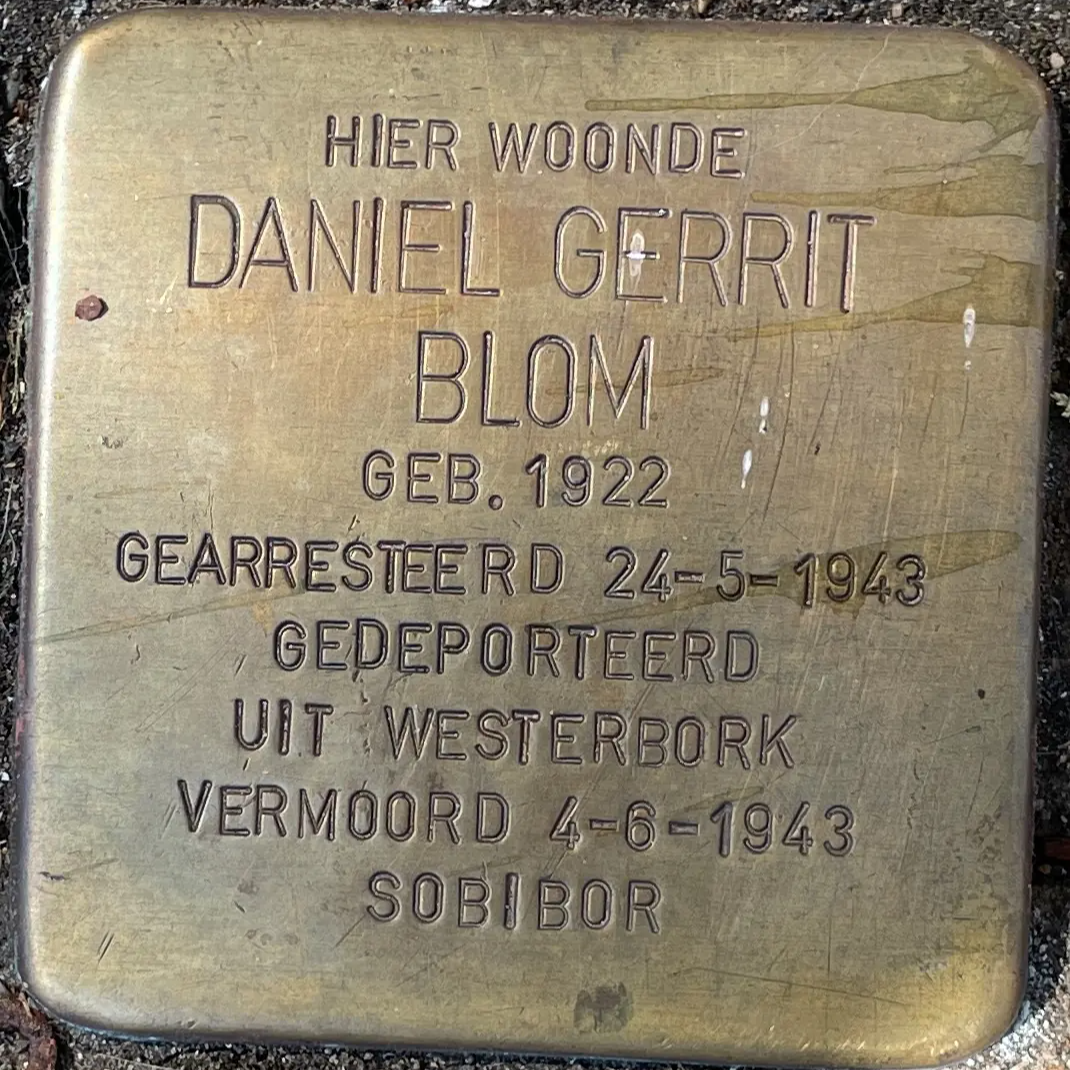 HIER WOONDE
DANIEL GERRIT
BLOM
GEB. 1922
GEARRESTEERD 24-5-1943
GEDEPORTEERD
UIT WESTERBORK
VERMOORD 4-6-1943
SOBIBOR